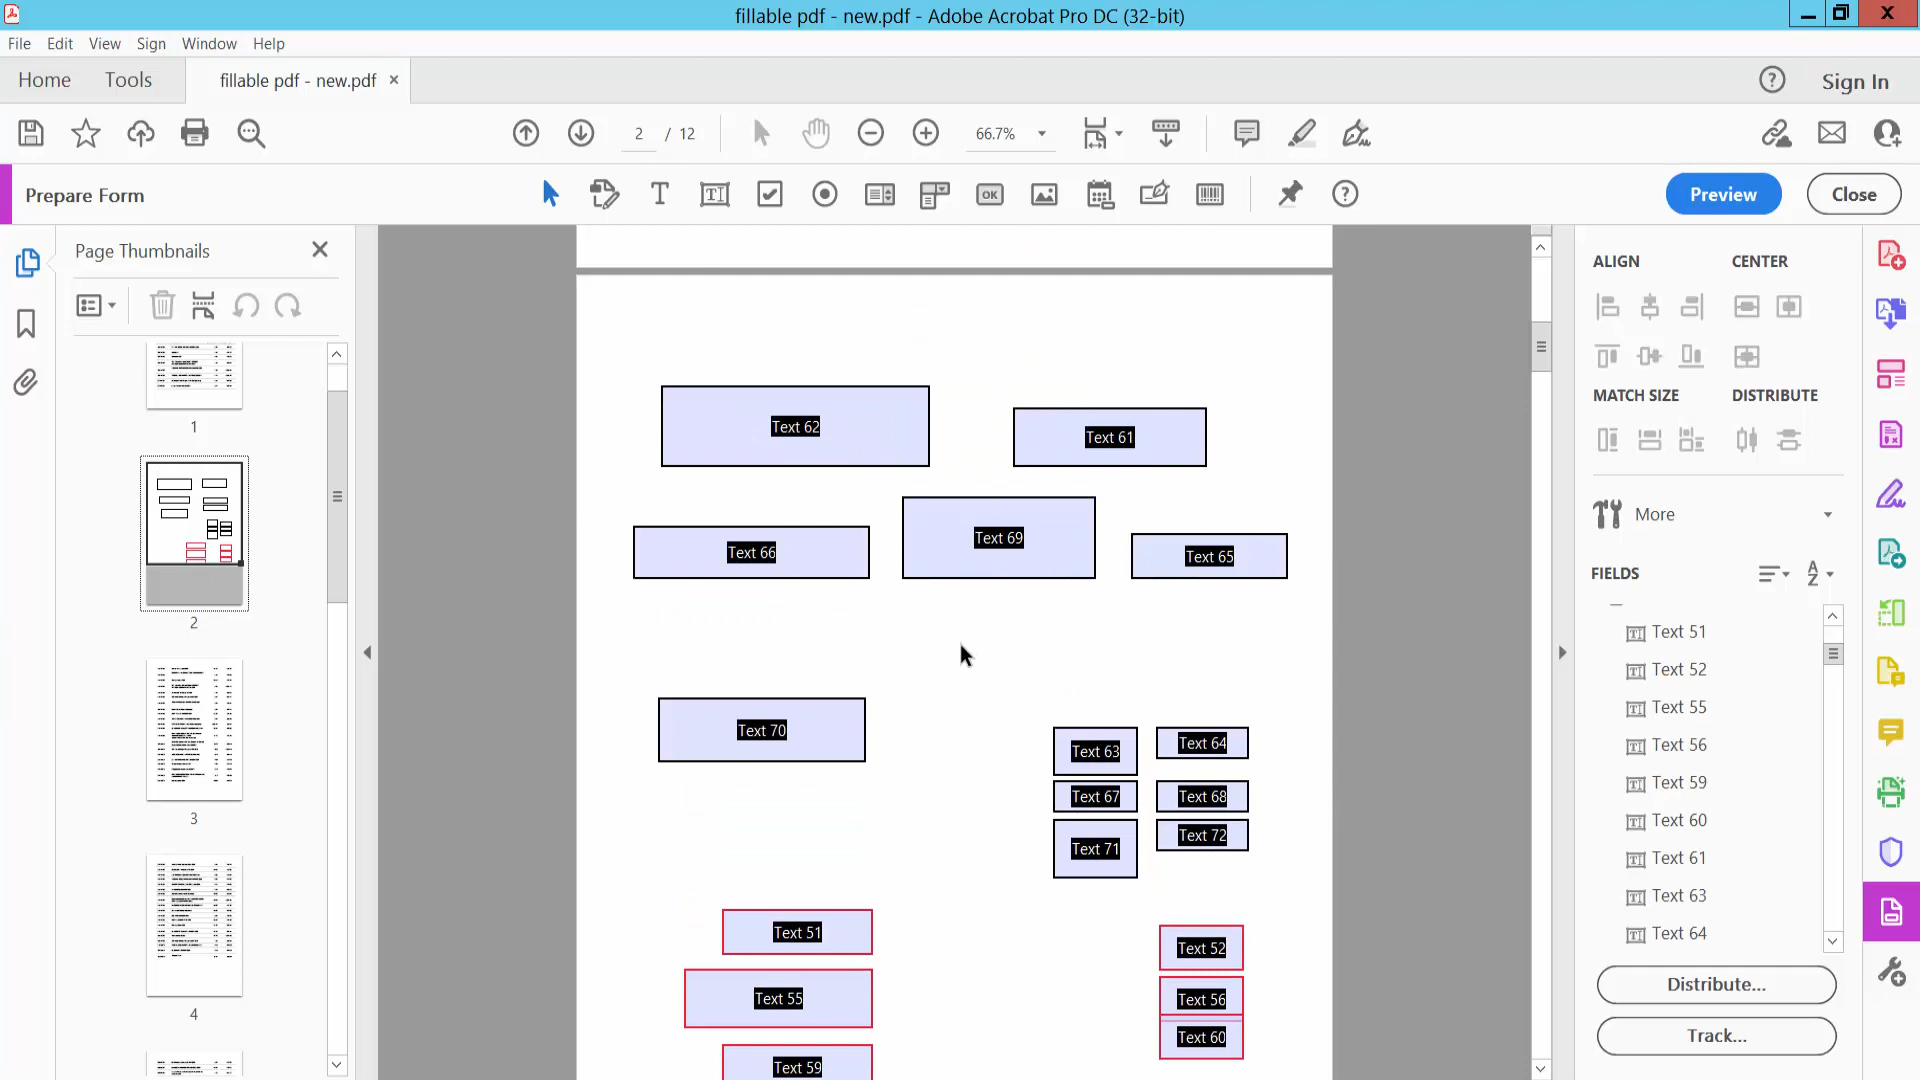 fillable pdf - new.pdf - Adobe Acrobat Pro DC (32-bit)
File Edit View Sign Window Help
Home Tools fillable pdf - new.pdf × Sign In
2 / 12 66.7%
Prepare Form
OK
Preview
Close
Page Thumbnails
1
2
3
4
Text 62
Text 61
Text 66
Text 69
Text 65
Text 70
Text 63
Text 64
Text 67
Text 68
Text 71
Text 72
Text 51
Text 52
Text 55
Text 56
Text 60
Text 59
ALIGN
CENTER
MATCH SIZE
DISTRIBUTE
More
FIELDS
Text 51
Text 52
Text 55
Text 56
Text 59
Text 60
Text 61
Text 63
Text 64
Distribute...
Track...